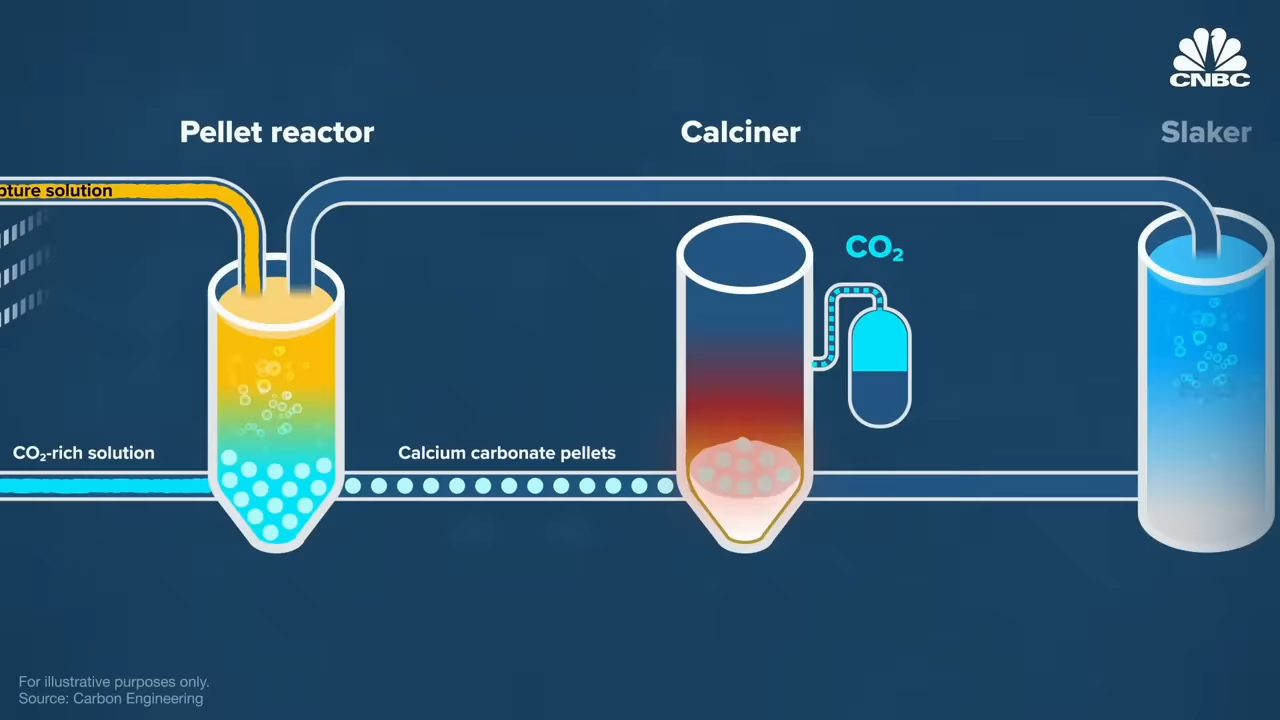 CNBC
Pellet reactor
Calciner
Slaker
solution
CO₂
CO₂-rich solution
Calcium carbonate pellets
For illustrative purposes only.
Source: Carbon Engineering